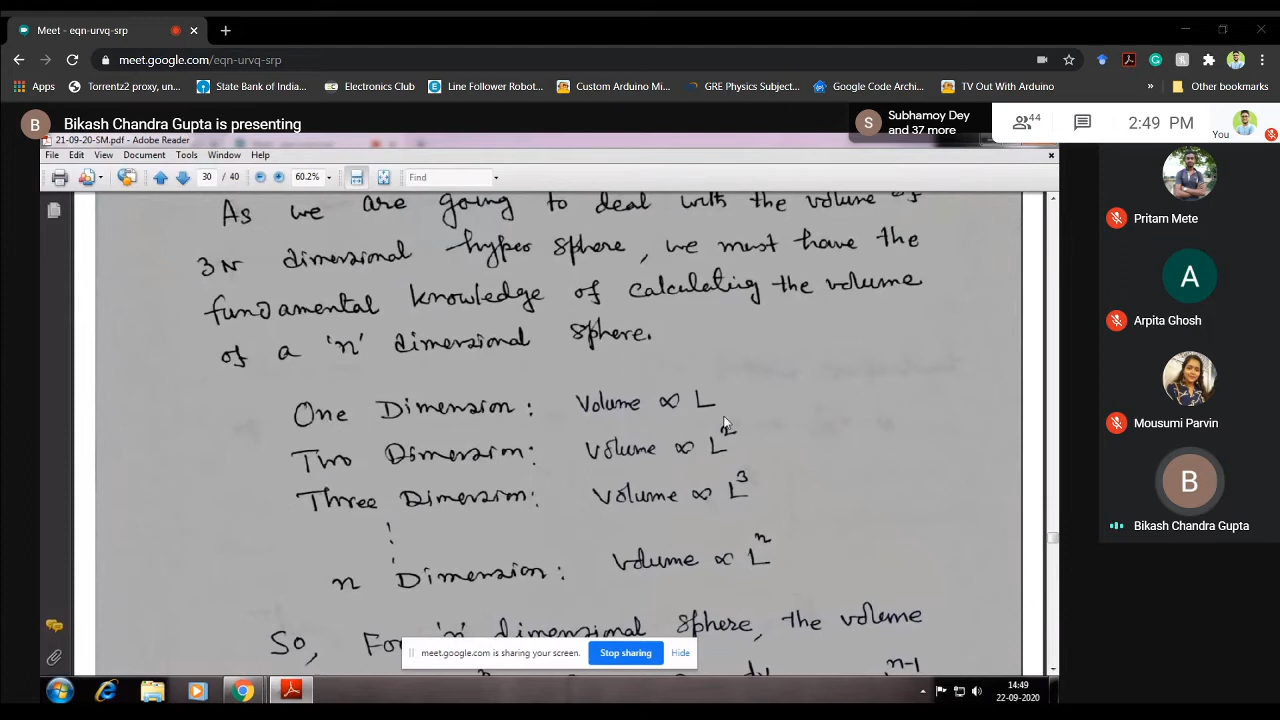 Meet - eqn-urvq-srp
meet.google.com/eqn-urvq-srp
Apps Torrentz2 proxy, un... State Bank of India... Electronics Club Line Follower Robot... Custom Arduino Mi... GRE Physics Subject... Google Code Archi... TV Out With Arduino » Other bookmarks
B Bikash Chandra Gupta is presenting
S Subhamoy Dey and 37 more
44 2:49 PM
You
21-09-20-SM.pdf - Adobe Reader
File Edit View Document Tools Window Help
30 / 40 60.2% Find
As we are going to deal with the volume of
3N dimensional hyper sphere, we must have the
fundamental knowledge of calculating the volume
of a 'n' dimensional sphere.
One Dimension: Volume ∝ L
Two Dimension: Volume ∝ L²
Three Dimension: Volume ∝ L³
n Dimension: Volume ∝ Lⁿ
So, For 'n' dimensional sphere, the volume
dv n-1
meet.google.com is sharing your screen. Stop sharing Hide
Pritam Mete
A
Arpita Ghosh
Mousumi Parvin
B
Bikash Chandra Gupta
14:49
22-09-2020